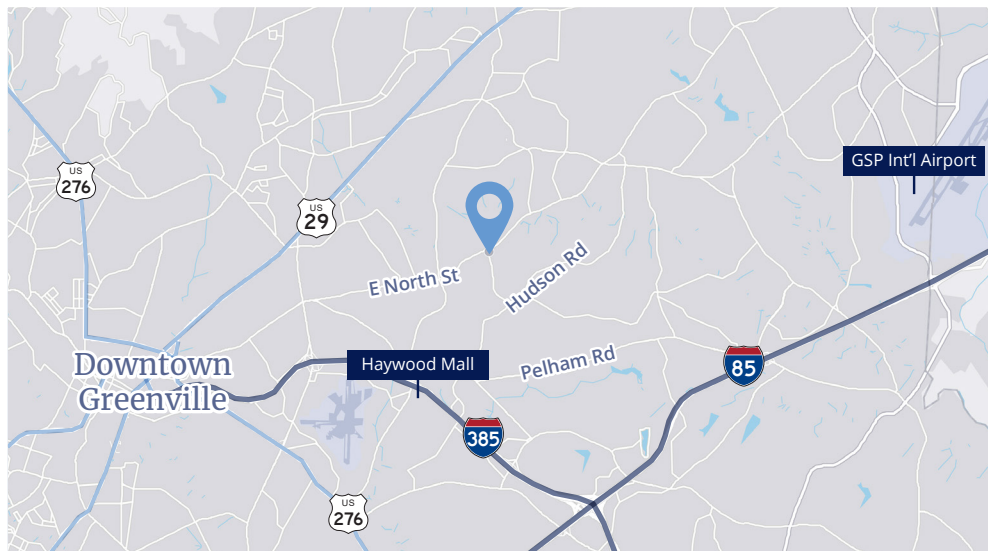 GSP Int'l Airport
US
276
US
29
E North St
Hudson Rd
Downtown
Greenville
Haywood Mall
Pelham Rd
85
385
US
276